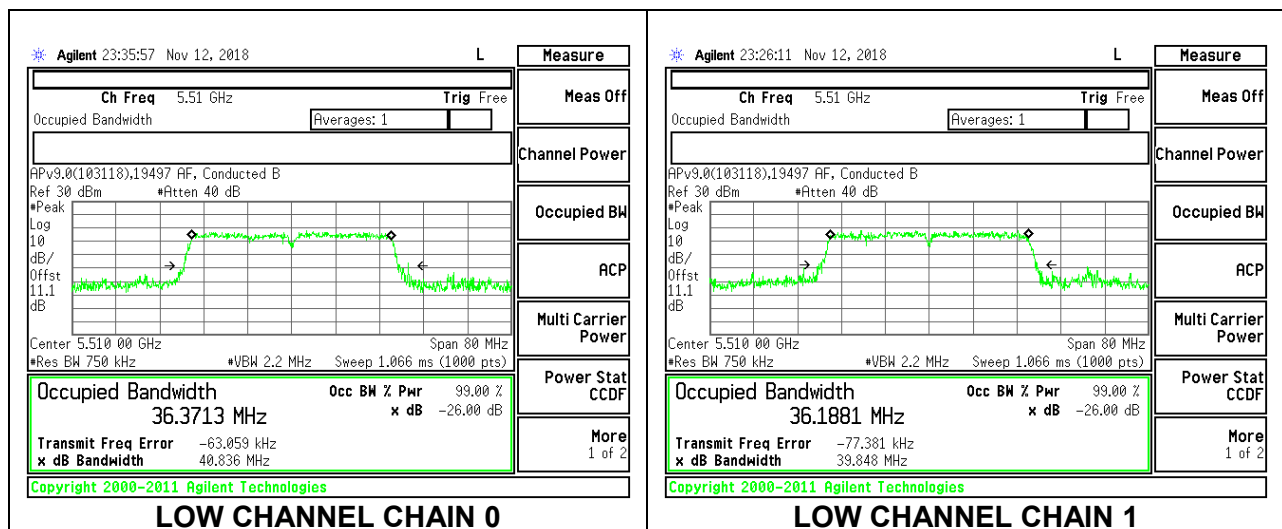 Agilent 23:35:57 Nov 12, 2018 L
Measure
Ch Freq 5.51 GHz Trig Free
Occupied Bandwidth Averages: 1
APv9.0(103118),19497 AF, Conducted B
Ref 30 dBm #Atten 40 dB
#Peak
Log
10
dB/
Offst
11.1
dB
Center 5.510 00 GHz Span 80 MHz
#Res BW 750 kHz #VBW 2.2 MHz Sweep 1.066 ms (1000 pts)
Occupied Bandwidth Occ BW % Pwr 99.00 %
36.3713 MHz x dB -26.00 dB
Transmit Freq Error -63.059 kHz
x dB Bandwidth 40.836 MHz
Copyright 2000-2011 Agilent Technologies
Meas Off
Channel Power
Occupied BW
ACP
Multi Carrier
Power
Power Stat
CCDF
More
1 of 2
LOW CHANNEL CHAIN 0
Agilent 23:26:11 Nov 12, 2018 L
Measure
Ch Freq 5.51 GHz Trig Free
Occupied Bandwidth Averages: 1
APv9.0(103118),19497 AF, Conducted B
Ref 30 dBm #Atten 40 dB
#Peak
Log
10
dB/
Offst
11.1
dB
Center 5.510 00 GHz Span 80 MHz
#Res BW 750 kHz #VBW 2.2 MHz Sweep 1.066 ms (1000 pts)
Occupied Bandwidth Occ BW % Pwr 99.00 %
36.1881 MHz x dB -26.00 dB
Transmit Freq Error -77.381 kHz
x dB Bandwidth 39.848 MHz
Copyright 2000-2011 Agilent Technologies
Meas Off
Channel Power
Occupied BW
ACP
Multi Carrier
Power
Power Stat
CCDF
More
1 of 2
LOW CHANNEL CHAIN 1